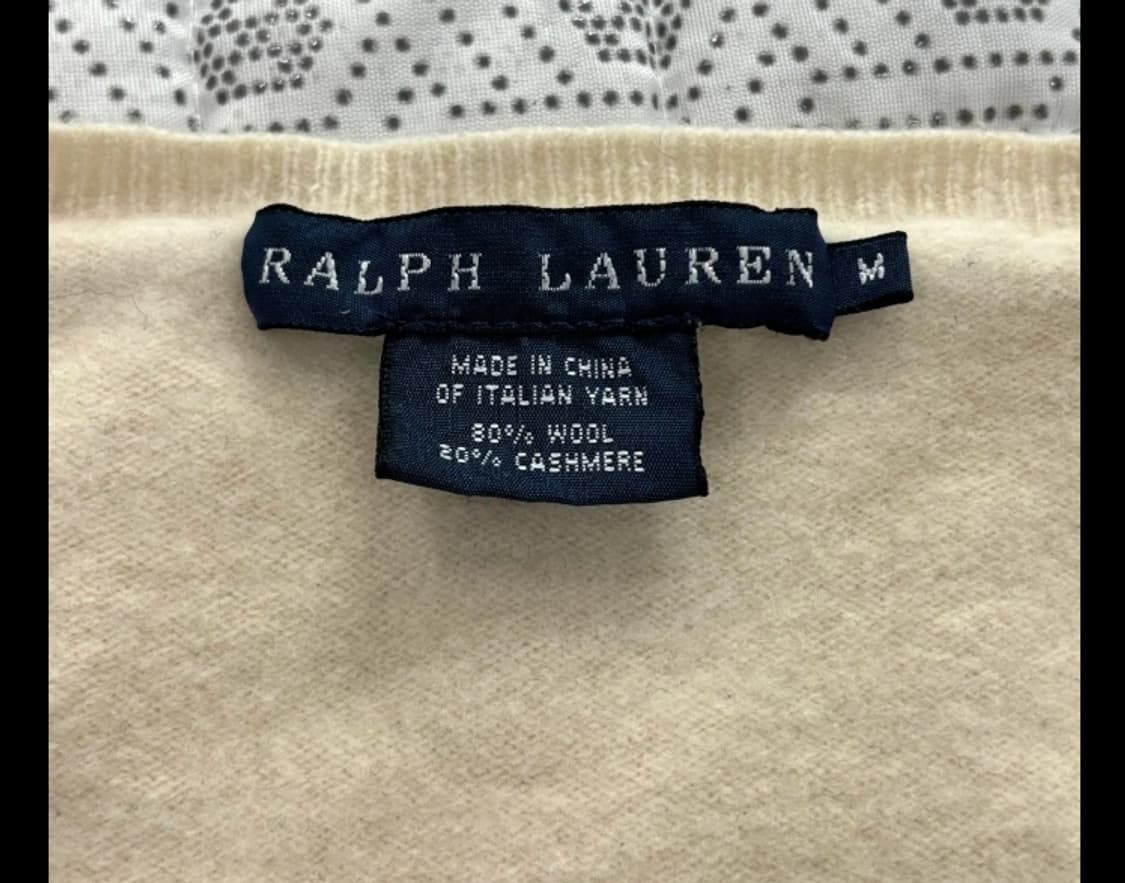 RALPH LAUREN M
MADE IN CHINA
OF ITALIAN YARN
80% WOOL
20% CASHMERE